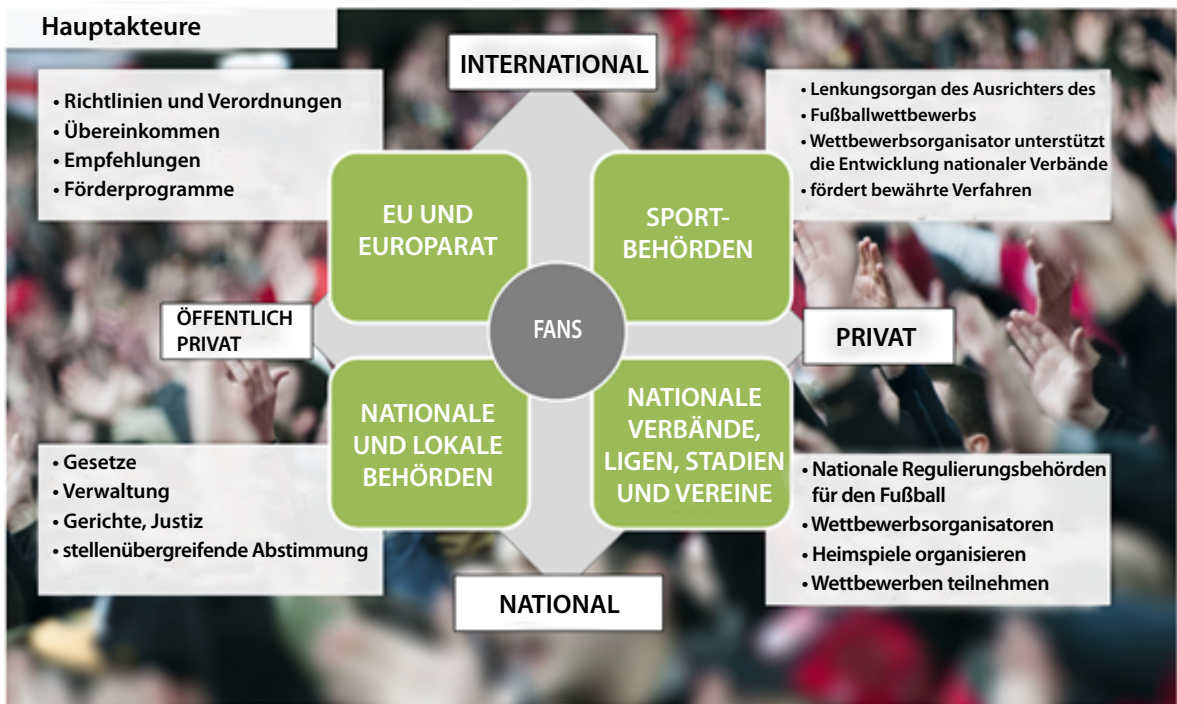 Hauptakteure
INTERNATIONAL
• Richtlinien und Verordnungen
• Übereinkommen
• Empfehlungen
• Förderprogramme
• Lenkungsorgan des Ausrichters des
• Fußballwettbewerbs
• Wettbewerbsorganisator unterstützt
die Entwicklung nationaler Verbände
• fördert bewährte Verfahren
EU UND
EUROPARAT
SPORT-
BEHÖRDEN
ÖFFENTLICH
PRIVAT
FANS
PRIVAT
NATIONALE
UND LOKALE
BEHÖRDEN
NATIONALE
VERBÄNDE,
LIGEN, STADIEN
UND VEREINE
• Gesetze
• Verwaltung
• Gerichte, Justiz
• stellenübergreifende Abstimmung
• Nationale Regulierungsbehörden
für den Fußball
• Wettbewerbsorganisatoren
• Heimspiele organisieren
• Wettbewerben teilnehmen
NATIONAL